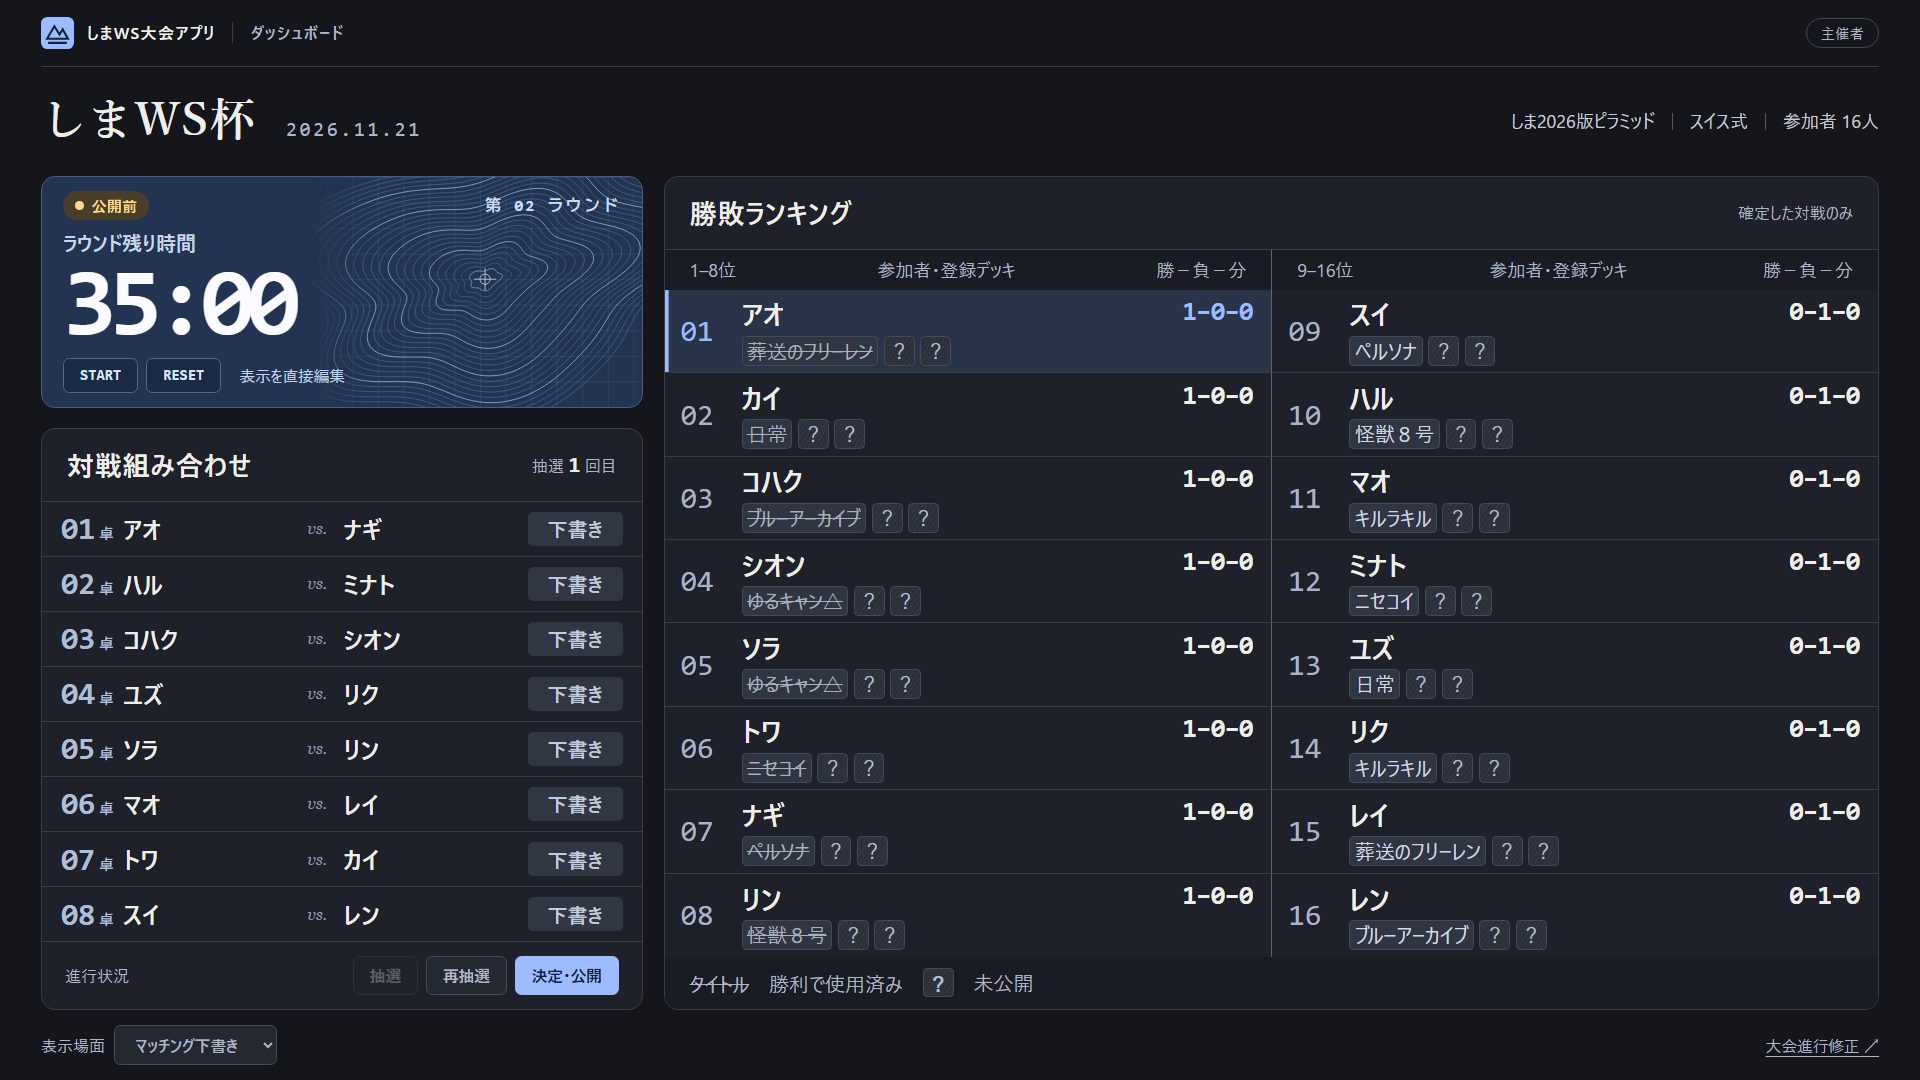 しまWS大会アプリ ダッシュボード 主催者
しまWS杯 2026.11.21 しま2026版ピラミッド スイス式 参加者 16人
公開前
第 02 ラウンド
ラウンド残り時間
35:00
START RESET 表示を直接編集
対戦組み合わせ 抽選 1 回目
01 卓 アオ vs. ナギ 下書き
02 卓 ハル vs. ミナト 下書き
03 卓 コハク vs. シオン 下書き
04 卓 ユズ vs. リク 下書き
05 卓 ソラ vs. リン 下書き
06 卓 マオ vs. レイ 下書き
07 卓 トワ vs. カイ 下書き
08 卓 スイ vs. レン 下書き
進行状況 抽選 再抽選 決定・公開
勝敗ランキング 確定した対戦のみ
1–8位 参加者・登録デッキ 勝－負－分
01 アオ 1-0-0
葬送のフリーレン ? ?
02 カイ 1-0-0
日常 ? ?
03 コハク 1-0-0
ブルーアーカイブ ? ?
04 シオン 1-0-0
ゆるキャン△ ? ?
05 ソラ 1-0-0
ゆるキャン△ ? ?
06 トワ 1-0-0
ニセコイ ? ?
07 ナギ 1-0-0
ペルソナ ? ?
08 リン 1-0-0
怪獣８号 ? ?
9–16位 参加者・登録デッキ 勝－負－分
09 スイ 0-1-0
ペルソナ ? ?
10 ハル 0-1-0
怪獣８号 ? ?
11 マオ 0-1-0
キルラキル ? ?
12 ミナト 0-1-0
ニセコイ ? ?
13 ユズ 0-1-0
日常 ? ?
14 リク 0-1-0
キルラキル ? ?
15 レイ 0-1-0
葬送のフリーレン ? ?
16 レン 0-1-0
ブルーアーカイブ ? ?
タイトル 勝利で使用済み ? 未公開
表示場面 マッチング下書き 大会進行修正